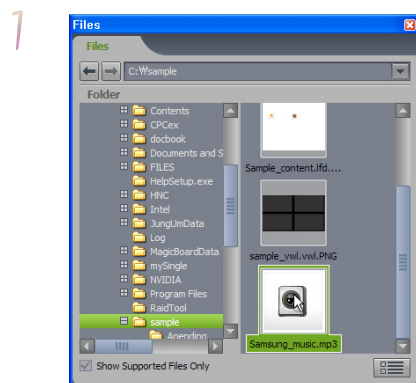 1
Files
Files
C:₩sample
Folder
Contents
CPCex
docbook
Documents and S
FILES
HelpSetup.exe
HNC
Intel
JungUmData
Log
MagicBoardData
mySingle
NVIDIA
Program Files
RaidTool
sample
Apending
Sample_content.lfd....
sample_vwl.vwl.PNG
Samsung_music.mp3
Show Supported Files Only